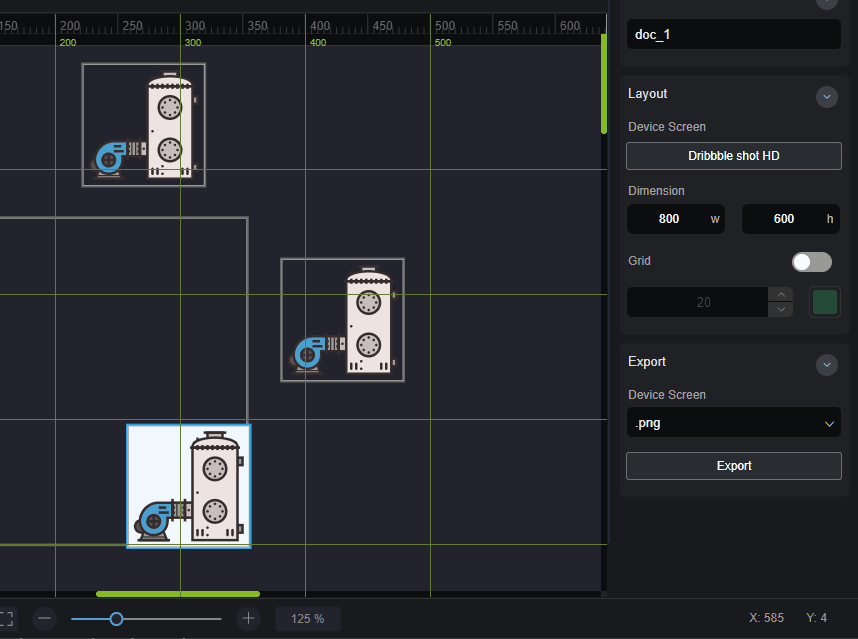 150 200 250 300 350 400 450 500 550 600
200 300 400 500
doc_1
Layout
Device Screen
Dribbble shot HD
Dimension
800 w 600 h
Grid
20
Export
Device Screen
.png
Export
125 %
X: 585 Y: 4